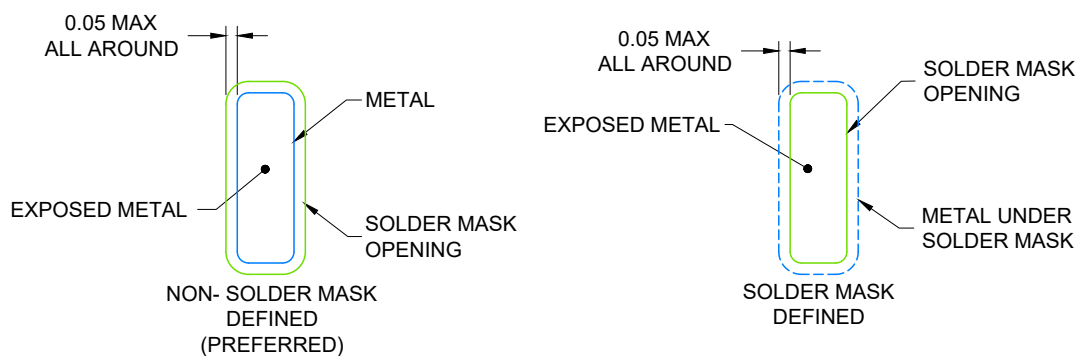 0.05 MAX
ALL AROUND
METAL
EXPOSED METAL
SOLDER MASK
OPENING
NON- SOLDER MASK
DEFINED
(PREFERRED)
0.05 MAX
ALL AROUND
SOLDER MASK
OPENING
EXPOSED METAL
METAL UNDER
SOLDER MASK
SOLDER MASK
DEFINED